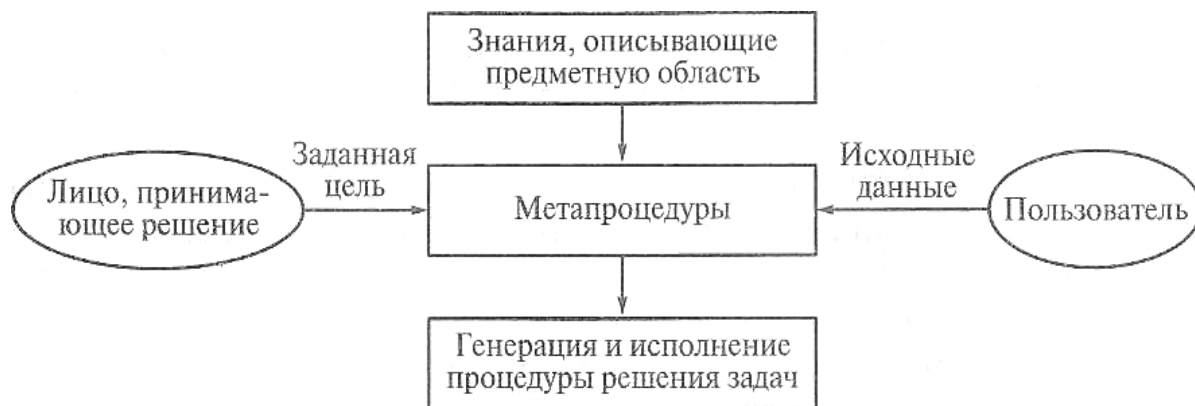 Знания, описывающие
предметную область
Заданная
цель
Исходные
данные
Лицо, принима-
ющее решение
Метапроцедуры
Пользователь
Генерация и исполнение
процедуры решения задач